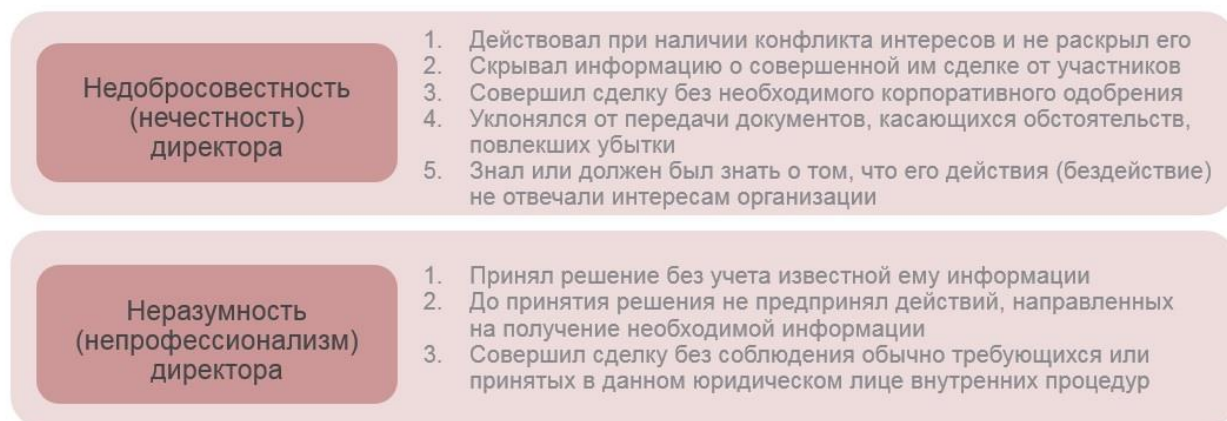 Недобросовестность
(нечестность)
директора
1. Действовал при наличии конфликта интересов и не раскрыл его
2. Скрывал информацию о совершенной им сделке от участников
3. Совершил сделку без необходимого корпоративного одобрения
4. Уклонялся от передачи документов, касающихся обстоятельств,
повлекших убытки
5. Знал или должен был знать о том, что его действия (бездействие)
не отвечали интересам организации
Неразумность
(непрофессионализм)
директора
1. Принял решение без учета известной ему информации
2. До принятия решения не предпринял действий, направленных
на получение необходимой информации
3. Совершил сделку без соблюдения обычно требующихся или
принятых в данном юридическом лице внутренних процедур